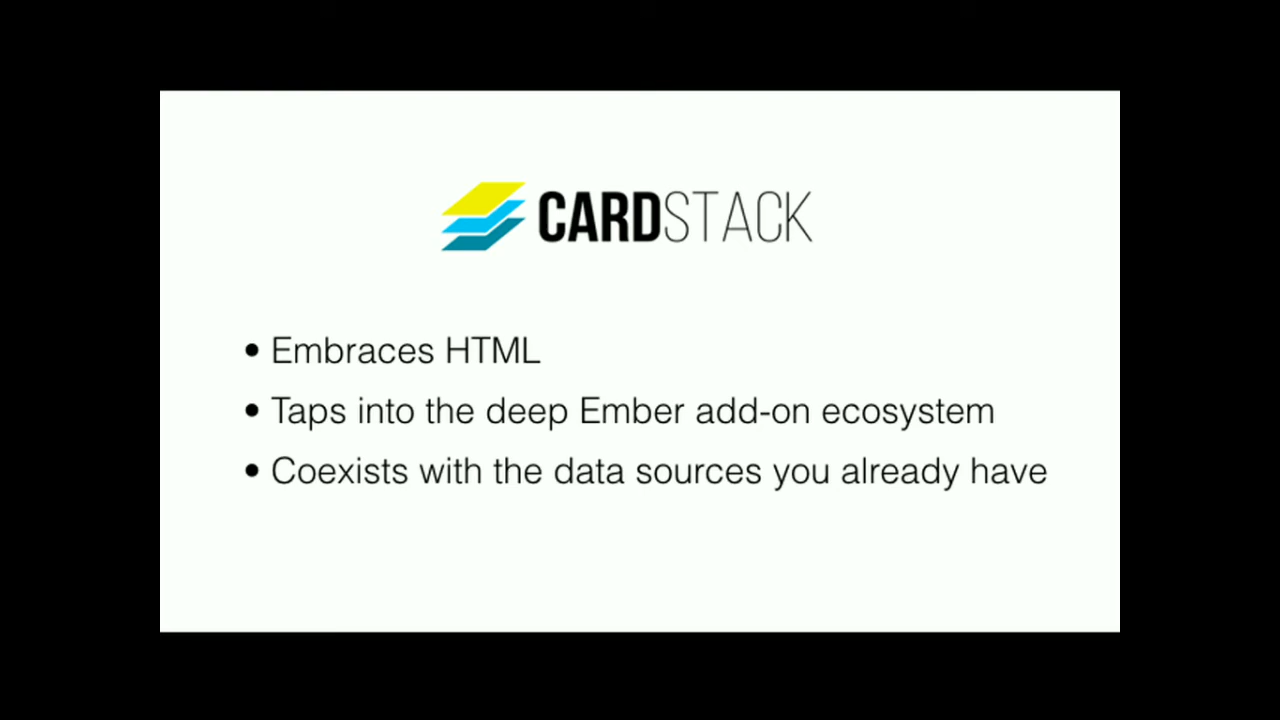 CARDSTACK
• Embraces HTML
• Taps into the deep Ember add-on ecosystem
• Coexists with the data sources you already have